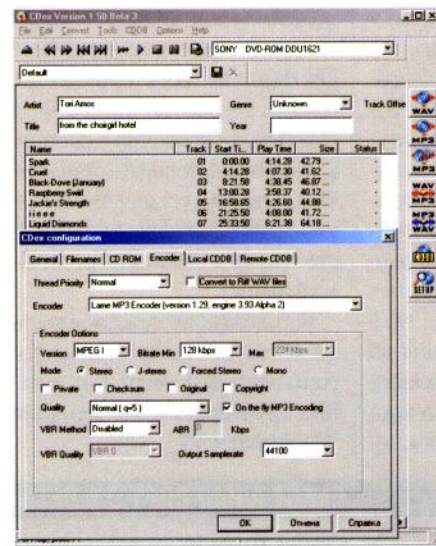 CDex Version 1.50 Beta 3
File Edit Convert Tools CDDB Options Help
SONY DVD-ROM DDU1621
Default
Artist Tori Amos Genre Unknown Track Offse
Title from the choirgirl hotel Year
Name Track Start Ti... Play Time Size Status
Spark 01 0:00.00 4:14.28 42.79 ...
Cruel 02 4:14.28 4:07.30 41.62 ...
Black-Dove (January) 03 8:21.58 4:38.45 46.87 ...
Raspberry Swirl 04 13:00.28 3:58.37 40.12 ...
Jackie's Strength 05 16:58.65 4:26.60 44.88 ...
i i e e e 06 21:25.50 4:08.00 41.72 ...
Liquid Diamonds 07 25:33.50 6:21.38 64.18 ...
WAV
MP3
MP3
WAV
MP3
MP3
WAV
CDDB
SETUP
CDex configuration
General Filenames CD ROM Encoder Local CDDB Remote CDDB
Thread Priority Normal Convert to Riff WAV files
Encoder Lame MP3 Encoder (version 1.29, engine 3.93 Alpha 2)
Encoder Options
Version MPEG I Bitrate Min 128 kbps Max 224 kbps
Mode Stereo J-stereo Forced Stereo Mono
Private Checksum Original Copyright
Quality Normal ( q=5 ) On the fly MP3 Encoding
VBR Method Disabled ABR 0 Kbps
VBR Quality VBR 0 Output Samplerate 44100
OK Отмена Справка